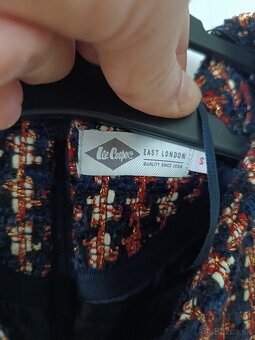 Lee Cooper
EAST LONDON
QUALITY SINCE 1908
S